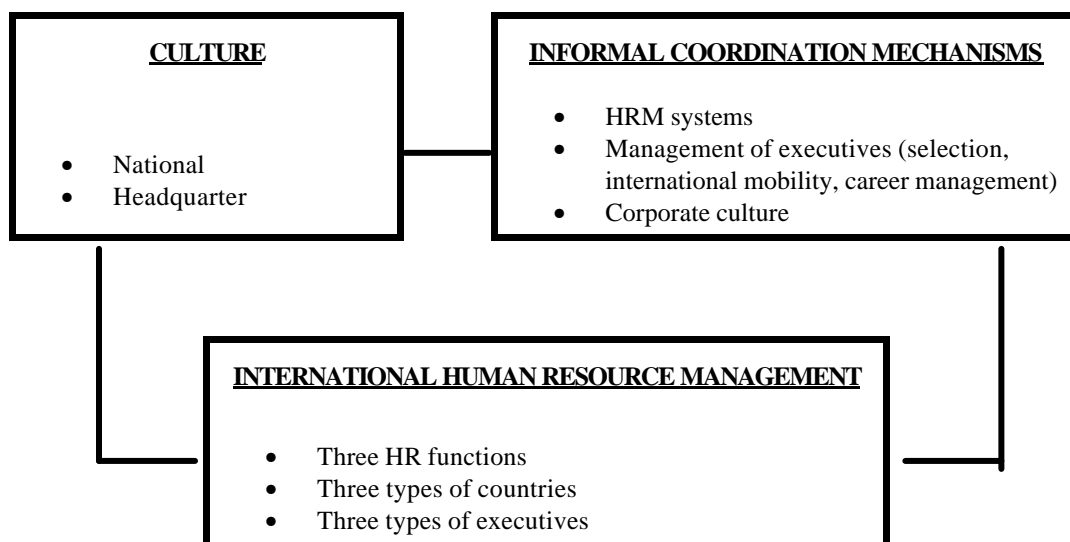 CULTURE
• National
• Headquarter
INFORMAL COORDINATION MECHANISMS
• HRM systems
• Management of executives (selection,
international mobility, career management)
• Corporate culture
INTERNATIONAL HUMAN RESOURCE MANAGEMENT
• Three HR functions
• Three types of countries
• Three types of executives